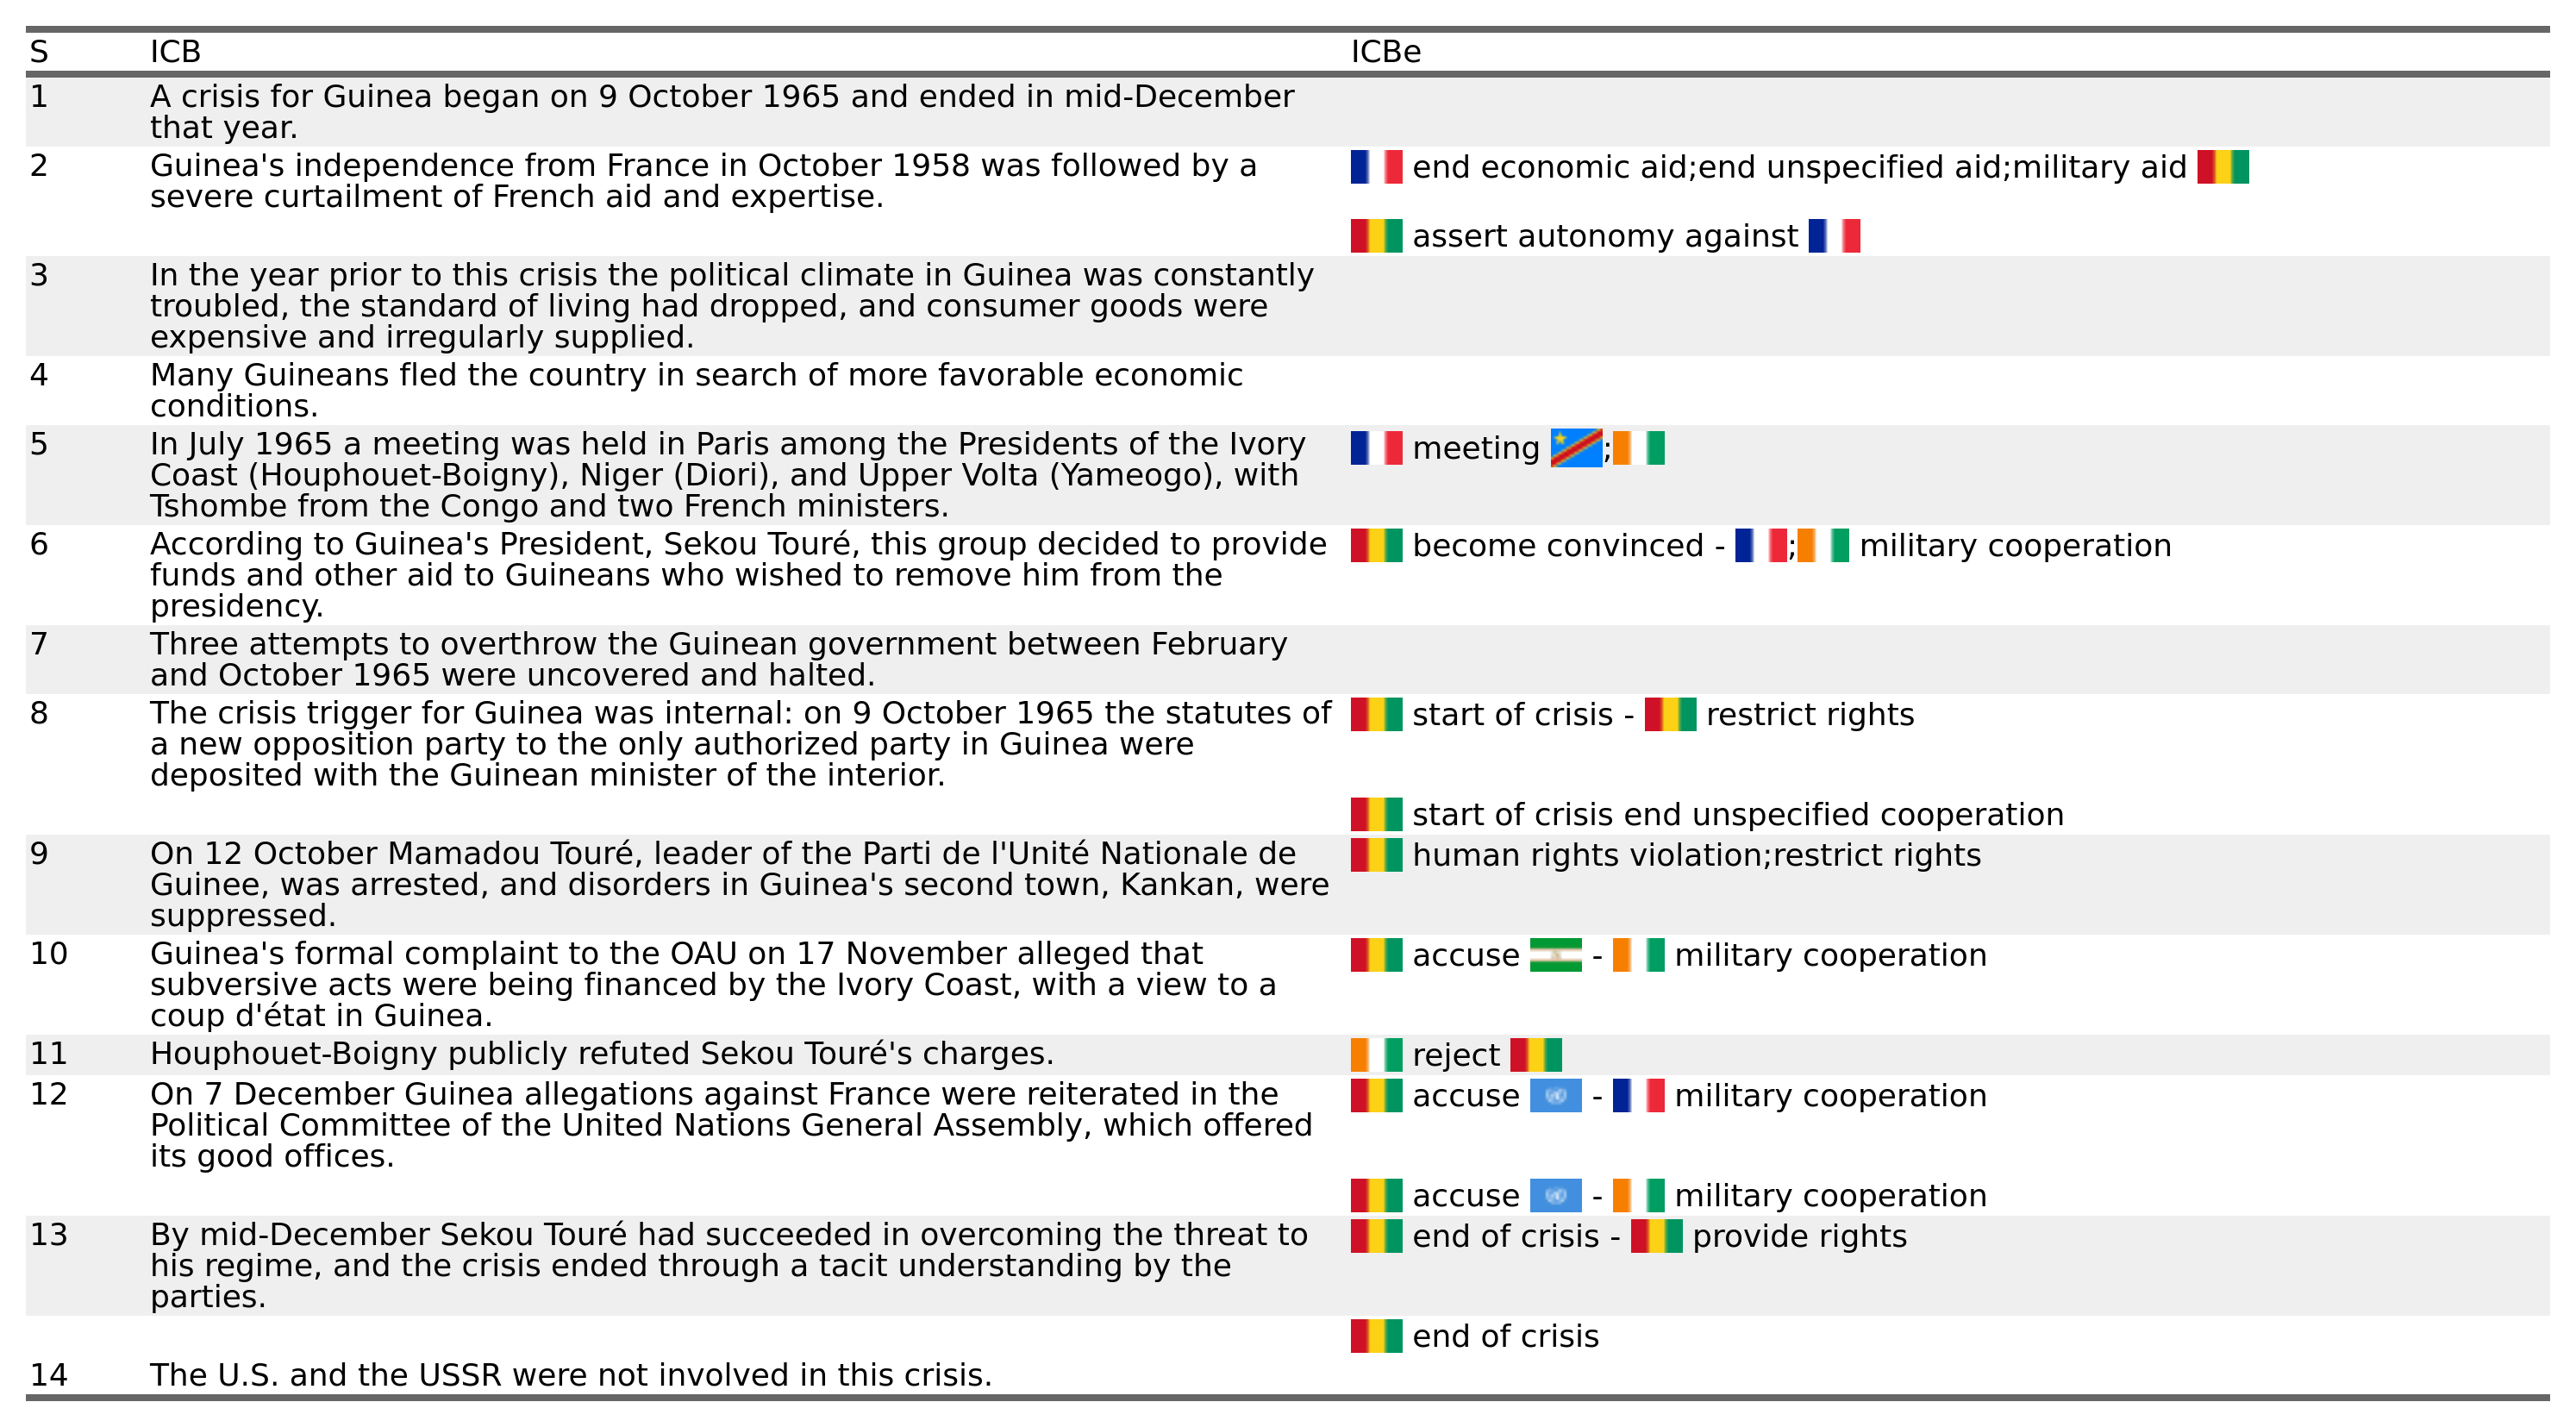 S ICB ICBe
1 A crisis for Guinea began on 9 October 1965 and ended in mid-December
that year.
2 Guinea's independence from France in October 1958 was followed by a end economic aid;end unspecified aid;military aid
severe curtailment of French aid and expertise.
assert autonomy against
3 In the year prior to this crisis the political climate in Guinea was constantly
troubled, the standard of living had dropped, and consumer goods were
expensive and irregularly supplied.
4 Many Guineans fled the country in search of more favorable economic
conditions.
5 In July 1965 a meeting was held in Paris among the Presidents of the Ivory meeting ;
Coast (Houphouet-Boigny), Niger (Diori), and Upper Volta (Yameogo), with
Tshombe from the Congo and two French ministers.
6 According to Guinea's President, Sekou Touré, this group decided to provide become convinced - ; military cooperation
funds and other aid to Guineans who wished to remove him from the
presidency.
7 Three attempts to overthrow the Guinean government between February
and October 1965 were uncovered and halted.
8 The crisis trigger for Guinea was internal: on 9 October 1965 the statutes of start of crisis - restrict rights
a new opposition party to the only authorized party in Guinea were
deposited with the Guinean minister of the interior.
start of crisis end unspecified cooperation
9 On 12 October Mamadou Touré, leader of the Parti de l'Unité Nationale de human rights violation;restrict rights
Guinee, was arrested, and disorders in Guinea's second town, Kankan, were
suppressed.
10 Guinea's formal complaint to the OAU on 17 November alleged that accuse - military cooperation
subversive acts were being financed by the Ivory Coast, with a view to a
coup d'état in Guinea.
11 Houphouet-Boigny publicly refuted Sekou Touré's charges. reject
12 On 7 December Guinea allegations against France were reiterated in the accuse - military cooperation
Political Committee of the United Nations General Assembly, which offered
its good offices.
accuse - military cooperation
13 By mid-December Sekou Touré had succeeded in overcoming the threat to end of crisis - provide rights
his regime, and the crisis ended through a tacit understanding by the
parties.
end of crisis
14 The U.S. and the USSR were not involved in this crisis.